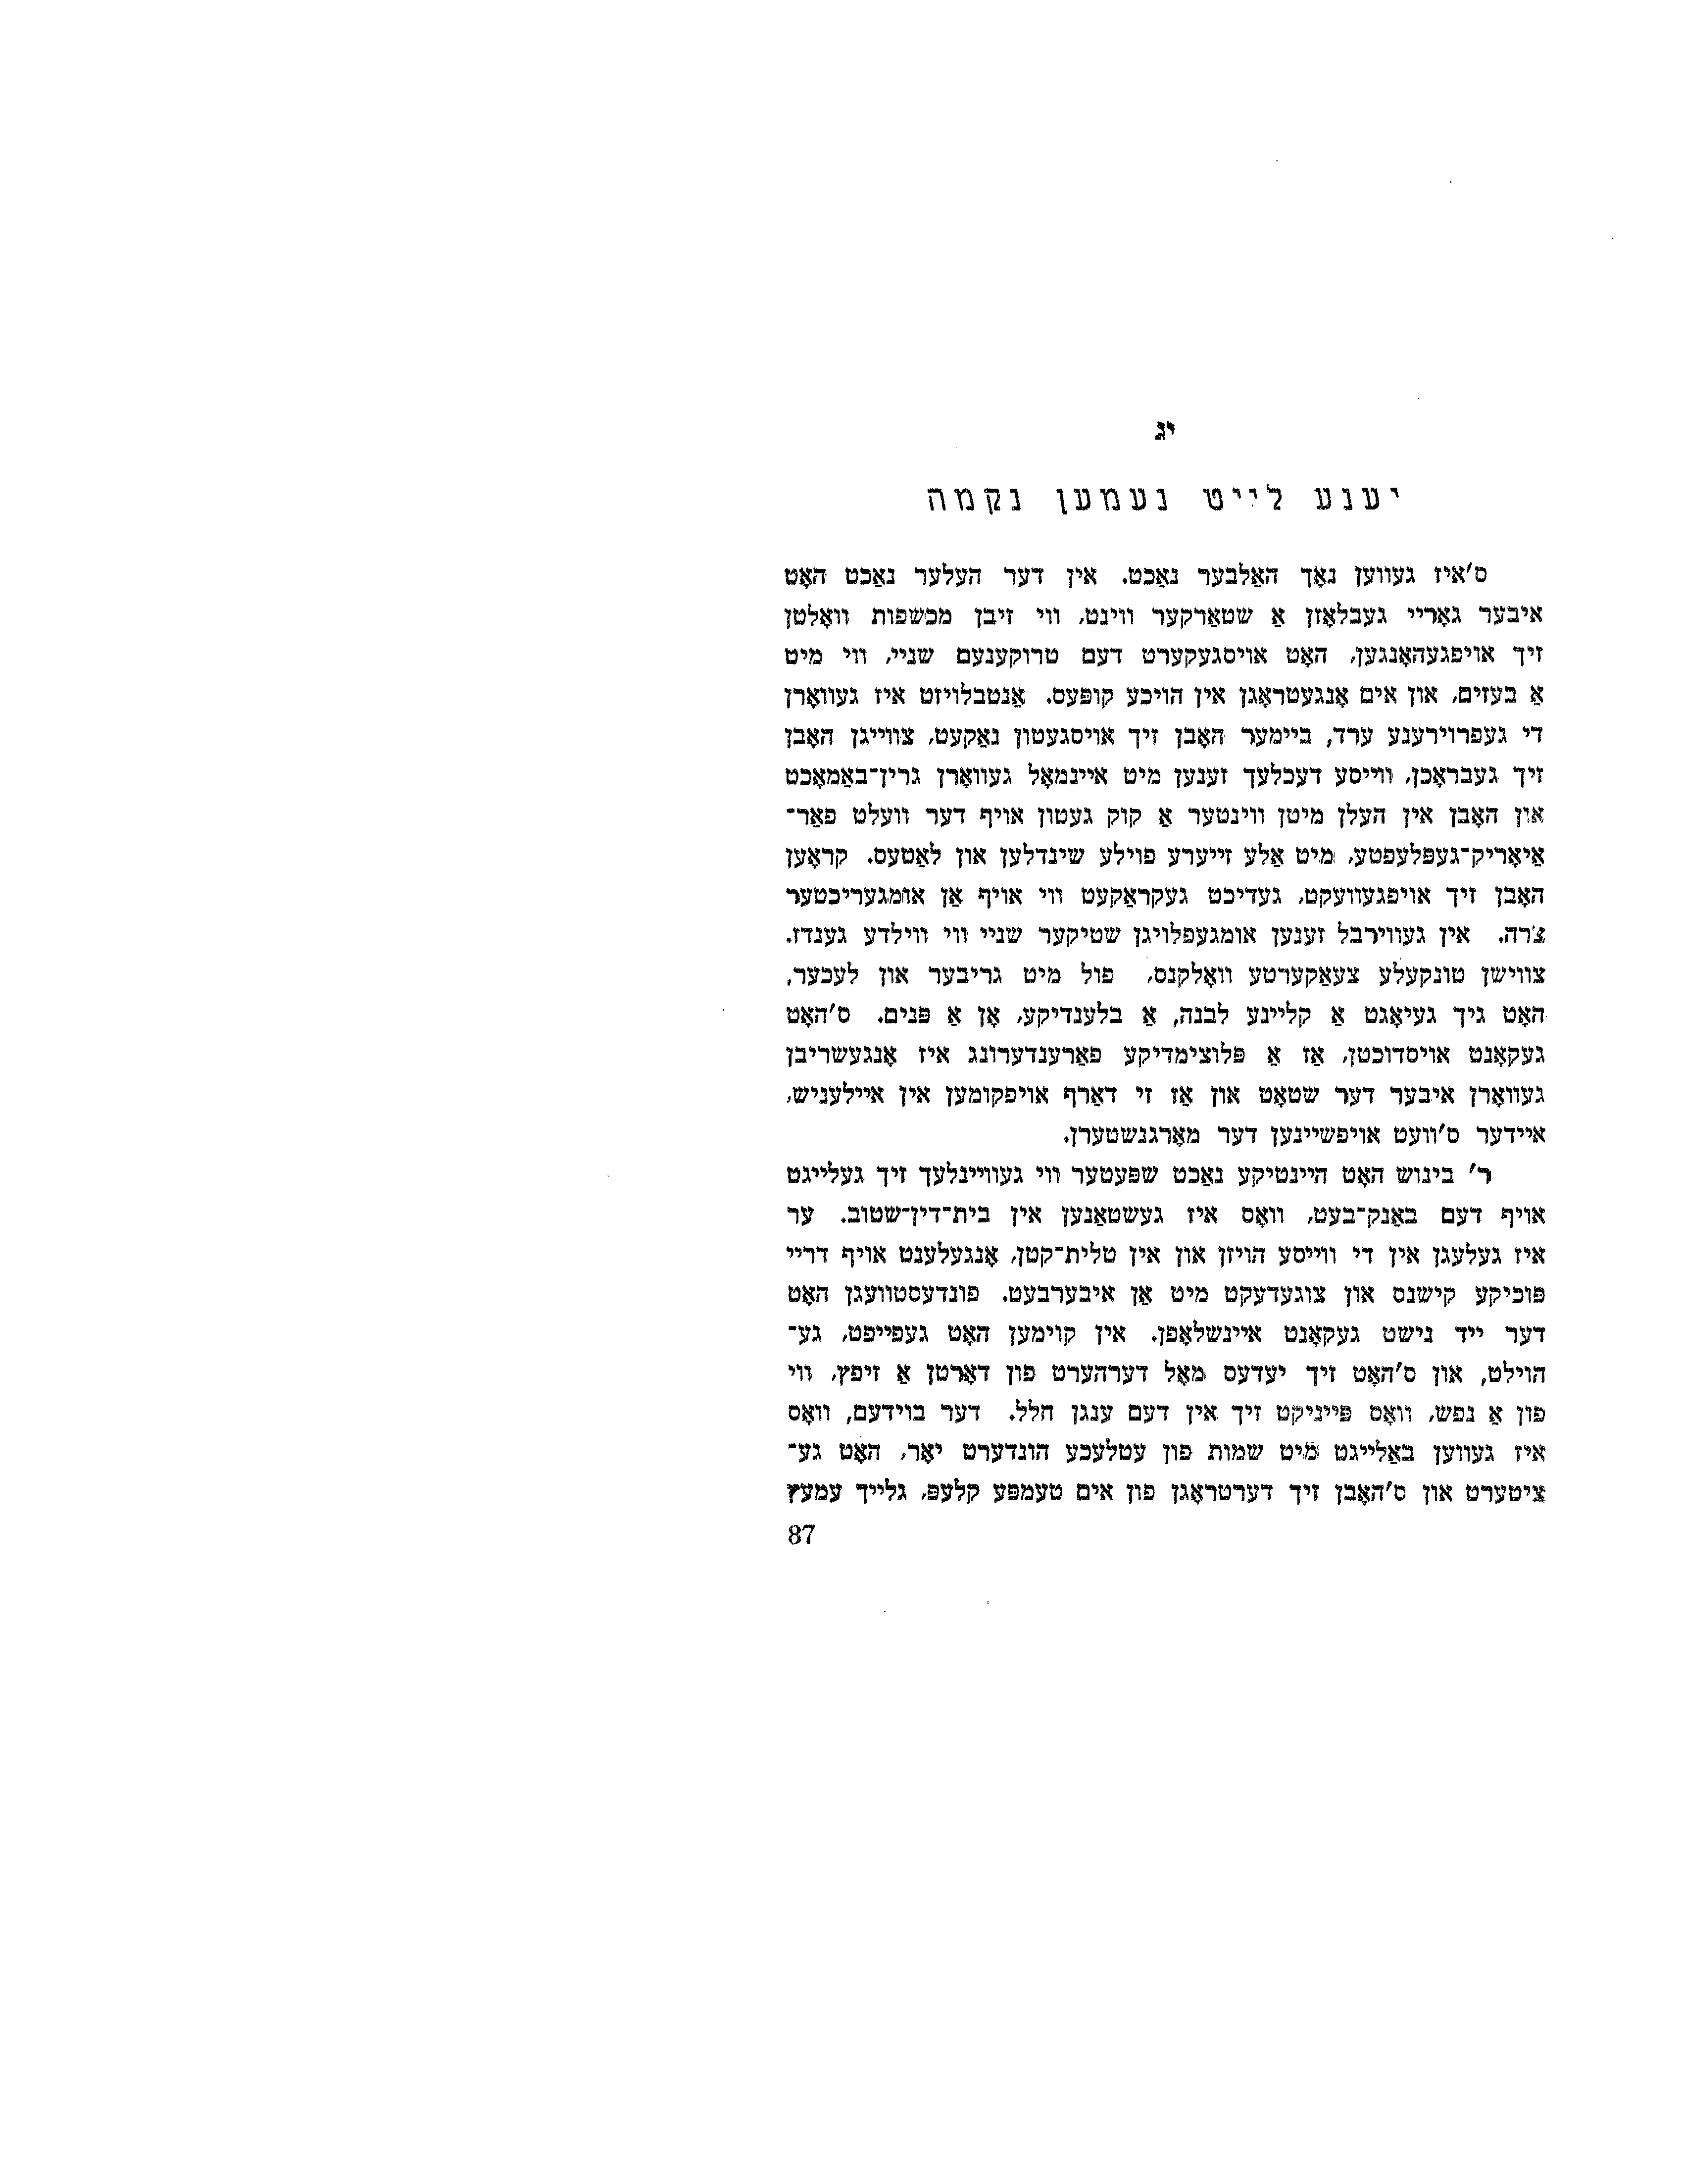 יג
יענע לייט נעמען נקמה
ס'איז געווען נאָך האַלבער נאַכט. אין דער העלער נאַכט האָט
איבער גאָריי געבלאָזן אַ שטאַרקער ווינט, ווי זיבן מכשפות וואָלטן
זיך אויפגעהאָנגען, האָט אויסגעקערט דעם טרוקענעם שניי, ווי מיט
אַ בעזים, און אים אָנגעטראָגן אין הויכע קופּעס. אַנטבלויזט איז געוואָרן
די געפרוירענע ערד, ביימער האָבן זיך אויסגעטון נאַקעט, צווייגן האָבן
זיך געבראָכן, ווייסע דעכלעך זענען מיט איינמאָל געוואָרן גרין־באַמאָכט
און האָבן אין העלן מיטן ווינטער אַ קוק געטון אויף דער וועלט פאַר־
אַיאָריק־געפּלעפטע, מיט אַלע זייערע פוילע שינדלען און לאַטעס. קראָען
האָבן זיך אויפגעוועקט, געדיכט געקראַקעט ווי אויף אַן אומגעריכטער
צרה. אין געווירבל זענען אומגעפלויגן שטיקער שניי ווי ווילדע גענדז.
צווישן טונקעלע צעאַקערטע וואָלקנס, פול מיט גריבער און לעכער,
האָט גיך געיאָגט אַ קליינע לבנה, אַ בלענדיקע, אָן אַ פּנים. ס'האָט
געקאָנט אויסדוכטן, אַז אַ פּלוצימדיקע פאַרענדערונג איז אָנגעשריבן
געוואָרן איבער דער שטאָט און אַז זי דאַרף אויפקומען אין איילעניש,
איידער ס'וועט אויפשיינען דער מאָרגנשטערן.
ר' בינוש האָט היינטיקע נאַכט שפּעטער ווי געוויינלעך זיך געלייגט
אויף דעם באַנק־בעט, וואָס איז געשטאַנען אין בית־דין־שטוב. ער
איז געלעגן אין די ווייסע הויזן און אין טלית־קטן, אָנגעלענט אויף דריי
פּוכיקע קישנס און צוגעדעקט מיט אַן איבערבעט. פונדעסטוועגן האָט
דער ייד נישט געקאָנט איינשלאָפן. אין קוימען האָט געפייפט, גע־
הוילט, און ס'האָט זיך יעדעס מאָל דערהערט פון דאָרטן אַ זיפץ, ווי
פון אַ נפש, וואָס פּייניקט זיך אין דעם ענגן חלל. דער בוידעם, וואָס
איז געווען באַלייגט מיט שמות פון עטלעכע הונדערט יאָר, האָט גע־
ציטערט און ס'האָבן זיך דערטראָגן פון אים טעמפּע קלעפּ, גלייך עמעץ
87